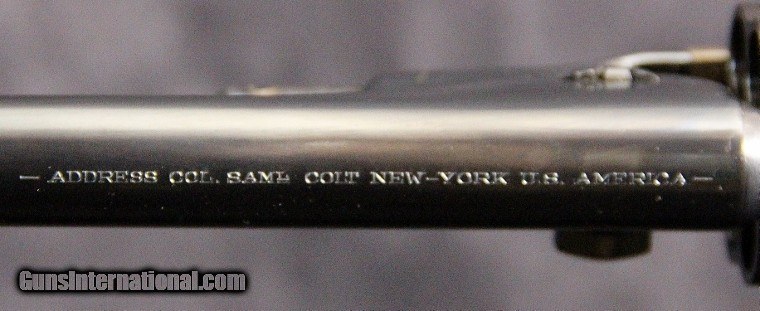 — ADDRESS COL. SAML COLT NEW-YORK U.S. AMERICA —
GunsInternational.com